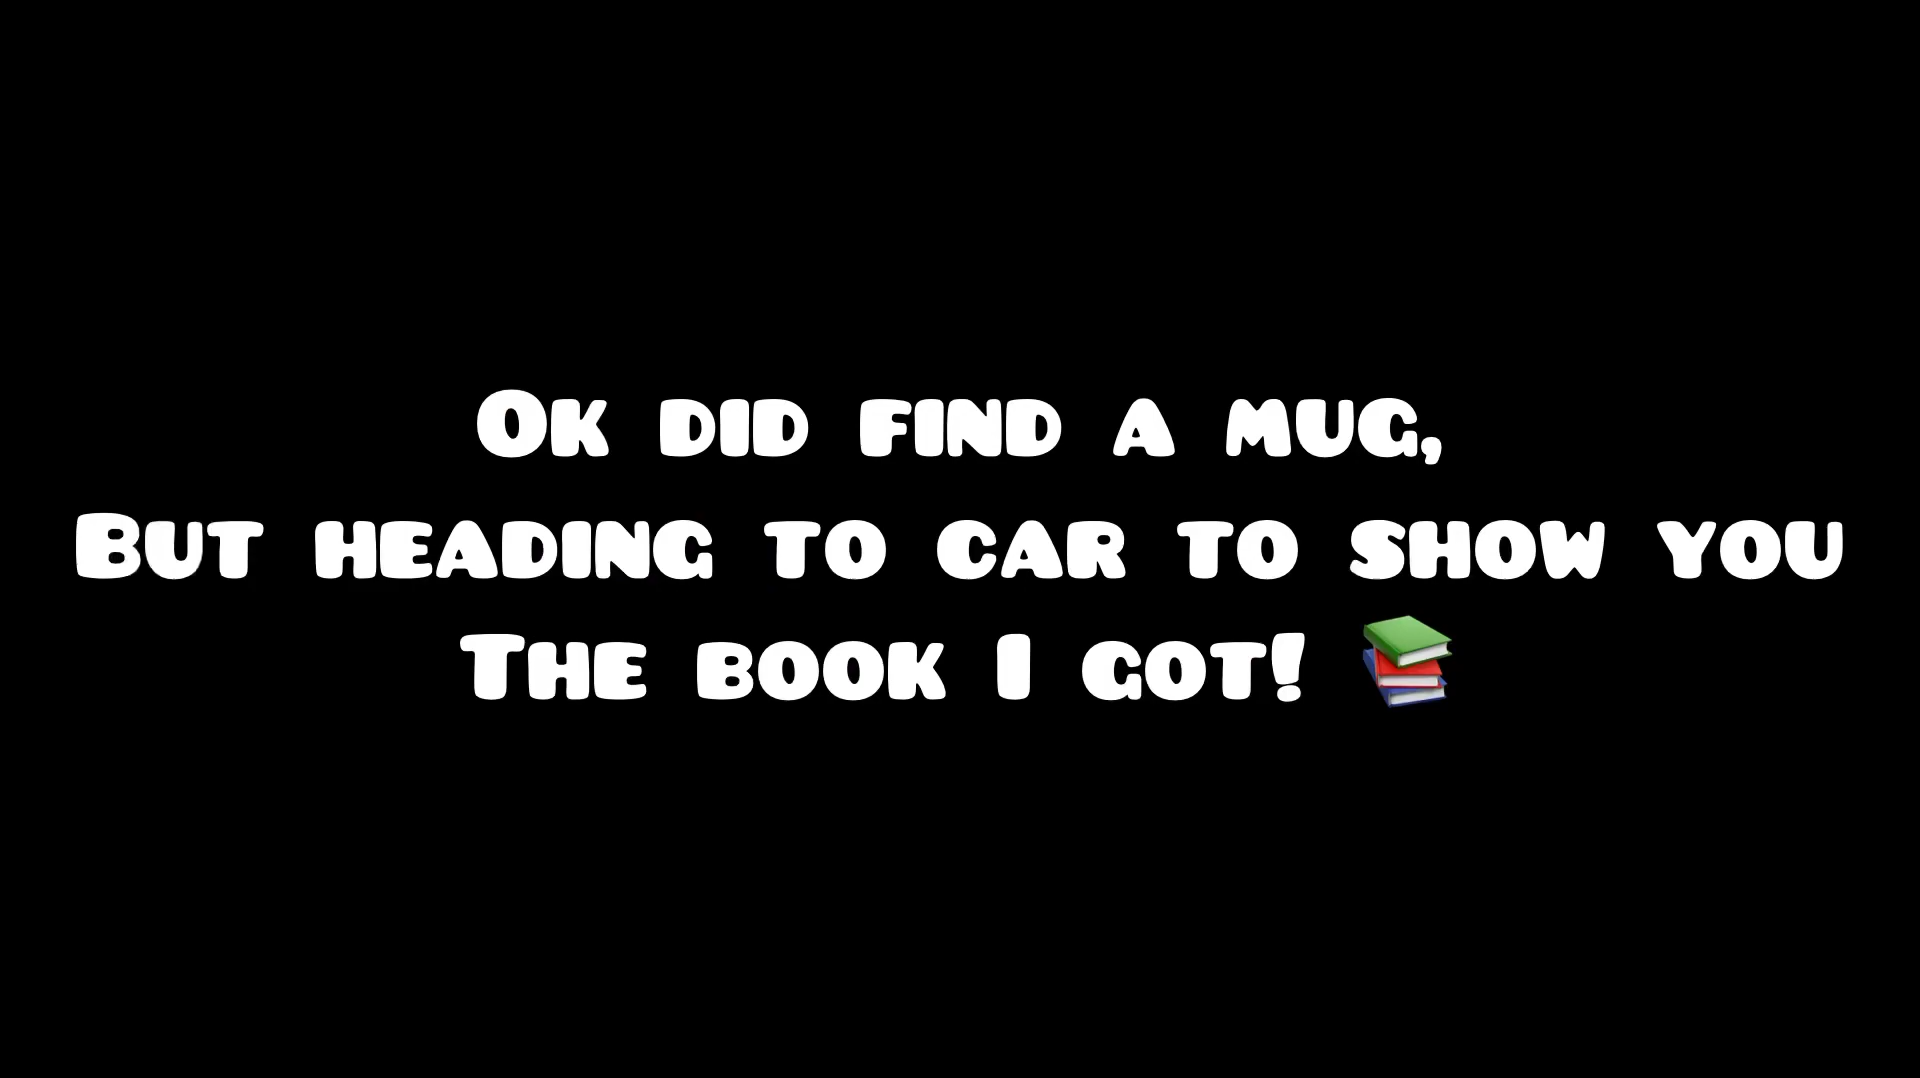 Ok did find a mug,
But heading to car to show you
The book I got! 📚